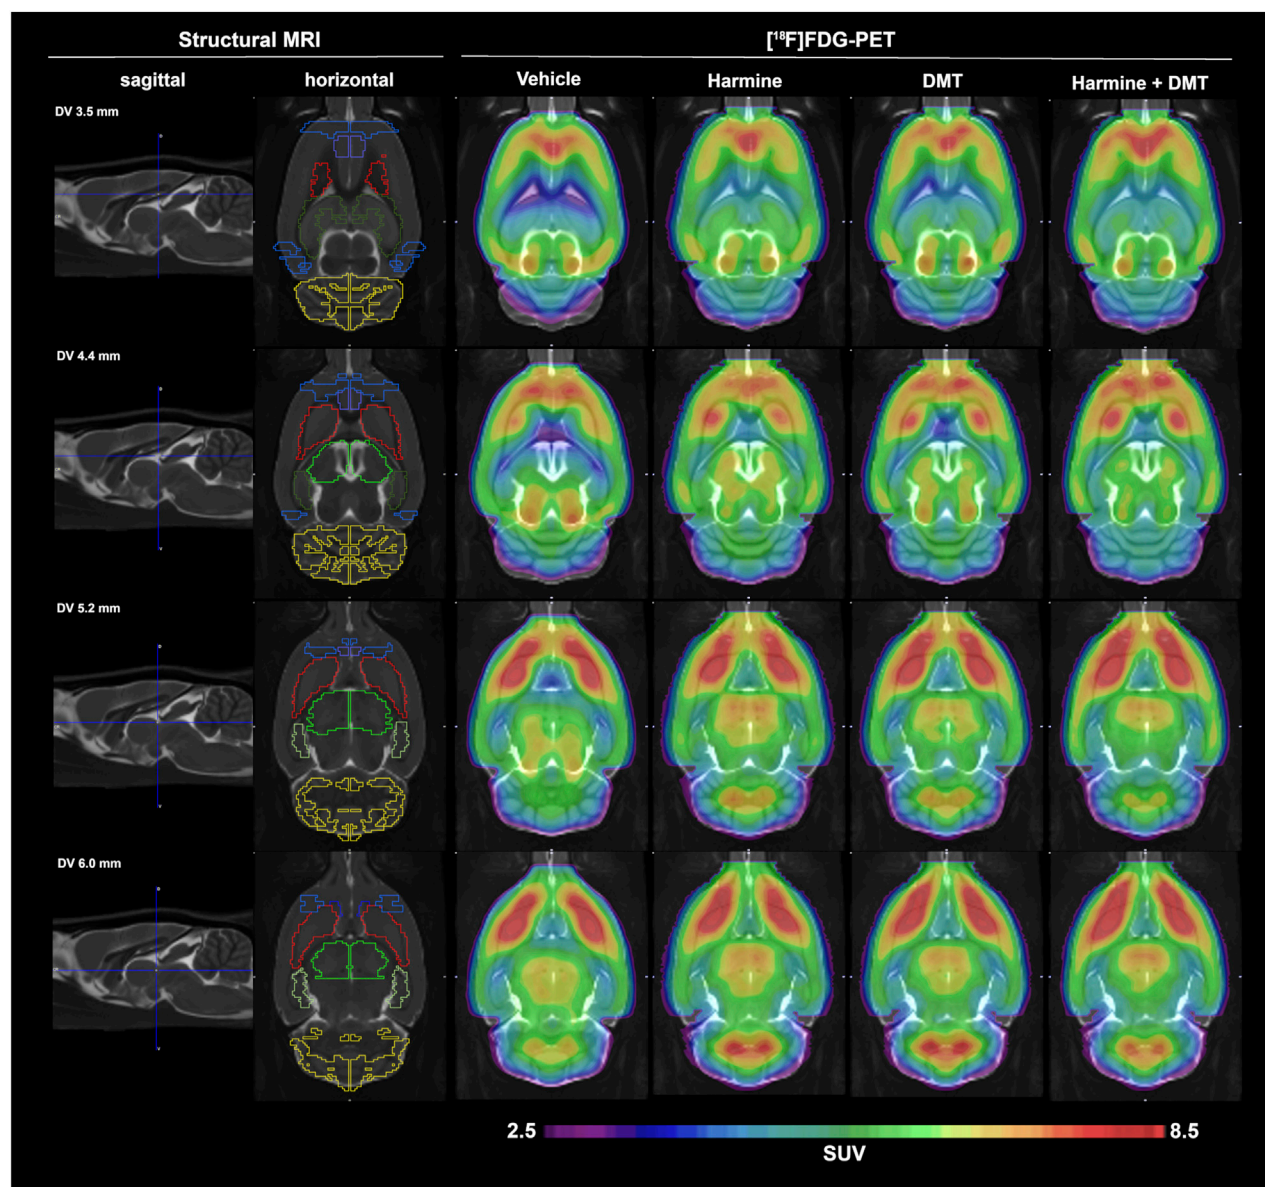 Structural MRI
[¹⁸F]FDG-PET
sagittal
horizontal
Vehicle
Harmine
DMT
Harmine + DMT
DV 3.5 mm
DV 4.4 mm
DV 5.2 mm
DV 6.0 mm
2.5
8.5
SUV